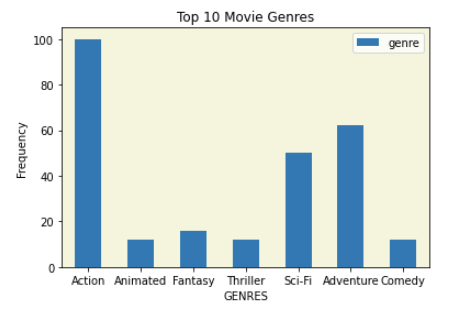 Top 10 Movie Genres
genre
100
80
60
40
20
0
Frequency
Action Animated Fantasy Thriller Sci-Fi Adventure Comedy
GENRES